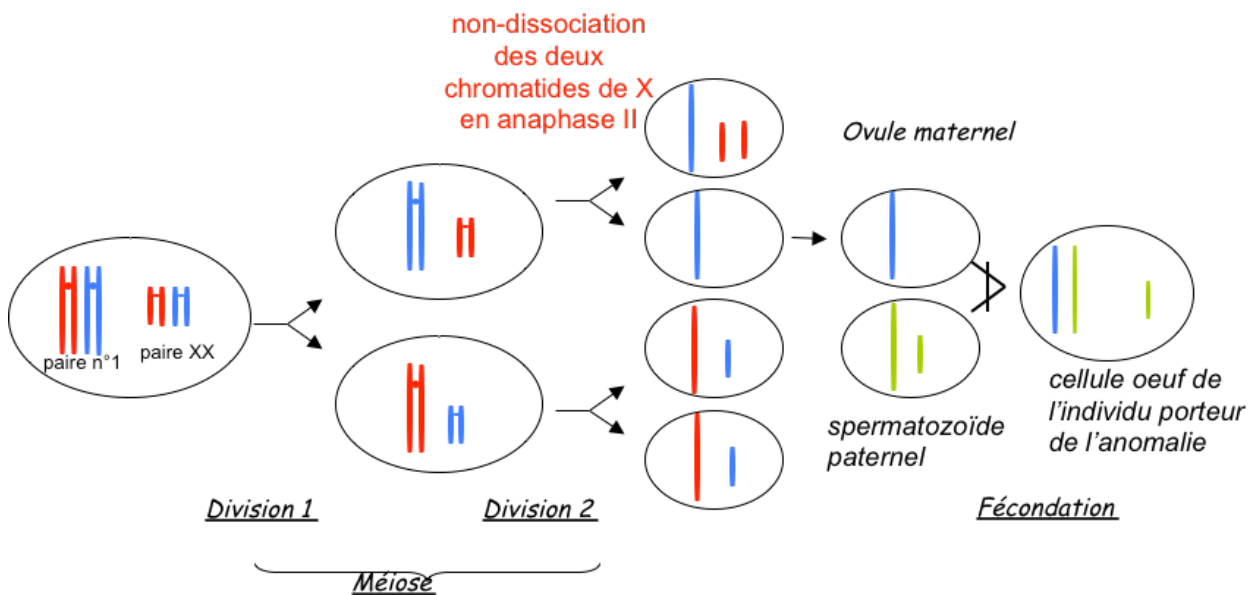 non-dissociation
des deux
chromatides de X
en anaphase II
Ovule maternel
paire n°1
paire XX
spermatozoïde
paternel
cellule oeuf de
l'individu porteur
de l'anomalie
Division 1
Division 2
Fécondation
Méiose